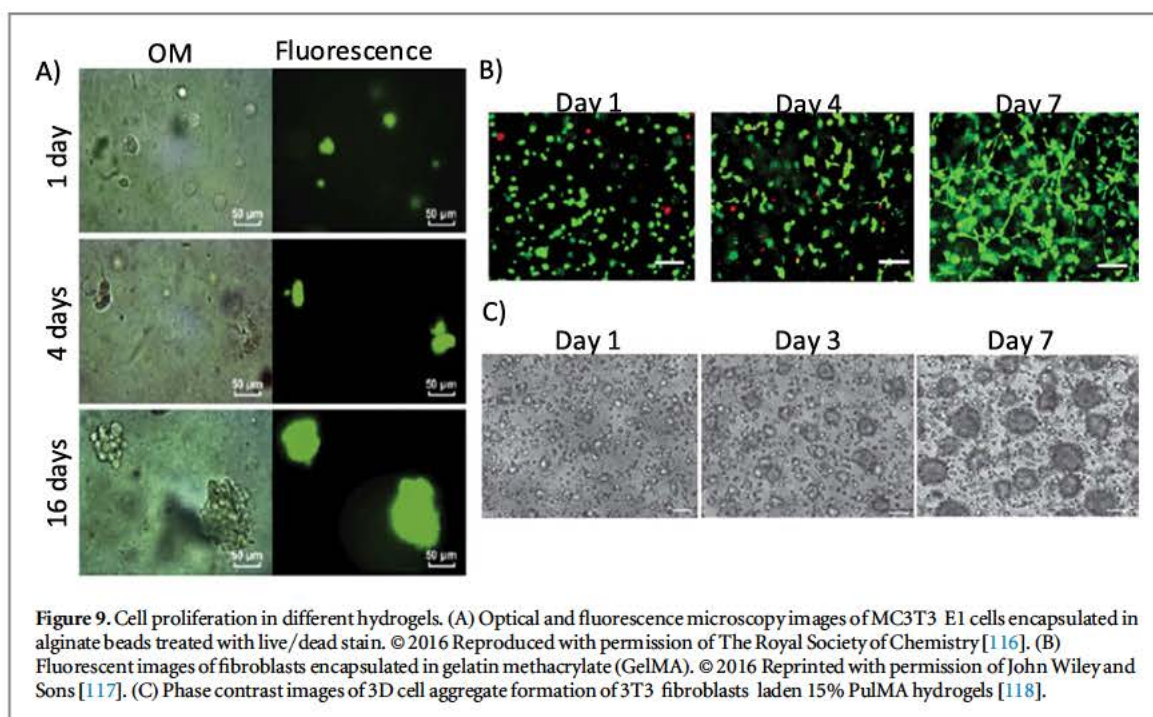 A)
OM
Fluorescence
1 day
50 µm
50 µm
4 days
50 µm
50 µm
16 days
50 µm
50 µm
B)
Day 1
Day 4
Day 7
C)
Day 1
Day 3
Day 7
Figure 9. Cell proliferation in different hydrogels. (A) Optical and fluorescence microscopy images of MC3T3 E1 cells encapsulated in
alginate beads treated with live/dead stain. © 2016 Reproduced with permission of The Royal Society of Chemistry [116]. (B)
Fluorescent images of fibroblasts encapsulated in gelatin methacrylate (GelMA). © 2016 Reprinted with permission of John Wiley and
Sons [117]. (C) Phase contrast images of 3D cell aggregate formation of 3T3 fibroblasts laden 15% PulMA hydrogels [118].